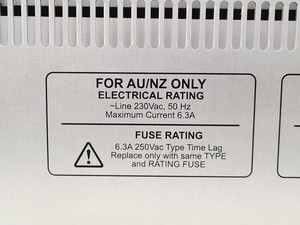 FOR AU/NZ ONLY
ELECTRICAL RATING
~Line 230Vac, 50 Hz
Maximum Current 6.3A
FUSE RATING
6.3A 250Vac Type Time Lag
Replace only with same TYPE
and RATING FUSE